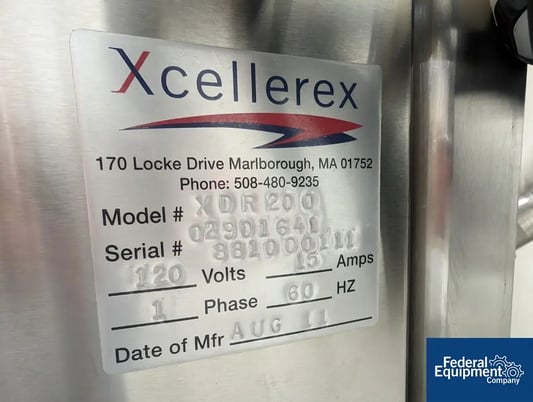 Xcellerex
170 Locke Drive Marlborough, MA 01752
Phone: 508-480-9235
Model # XDR 200
02901641
Serial # 881000111
120 Volts 15 Amps
1 Phase 60 HZ
Date of Mfr AUG 11
Federal
Equipment
Company